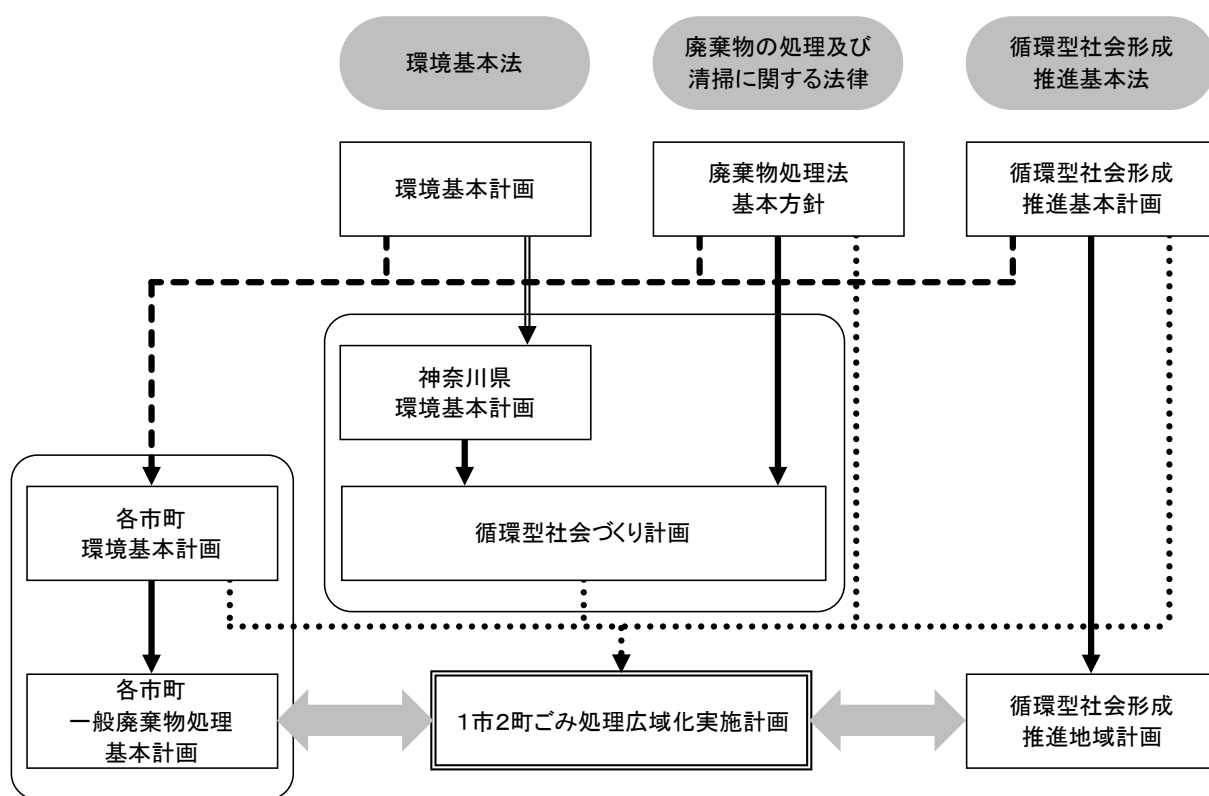 環境基本法
廃棄物の処理及び
清掃に関する法律
循環型社会形成
推進基本法
環境基本計画
廃棄物処理法
基本方針
循環型社会形成
推進基本計画
神奈川県
環境基本計画
各市町
環境基本計画
循環型社会づくり計画
各市町
一般廃棄物処理
基本計画
1市2町ごみ処理広域化実施計画
循環型社会形成
推進地域計画